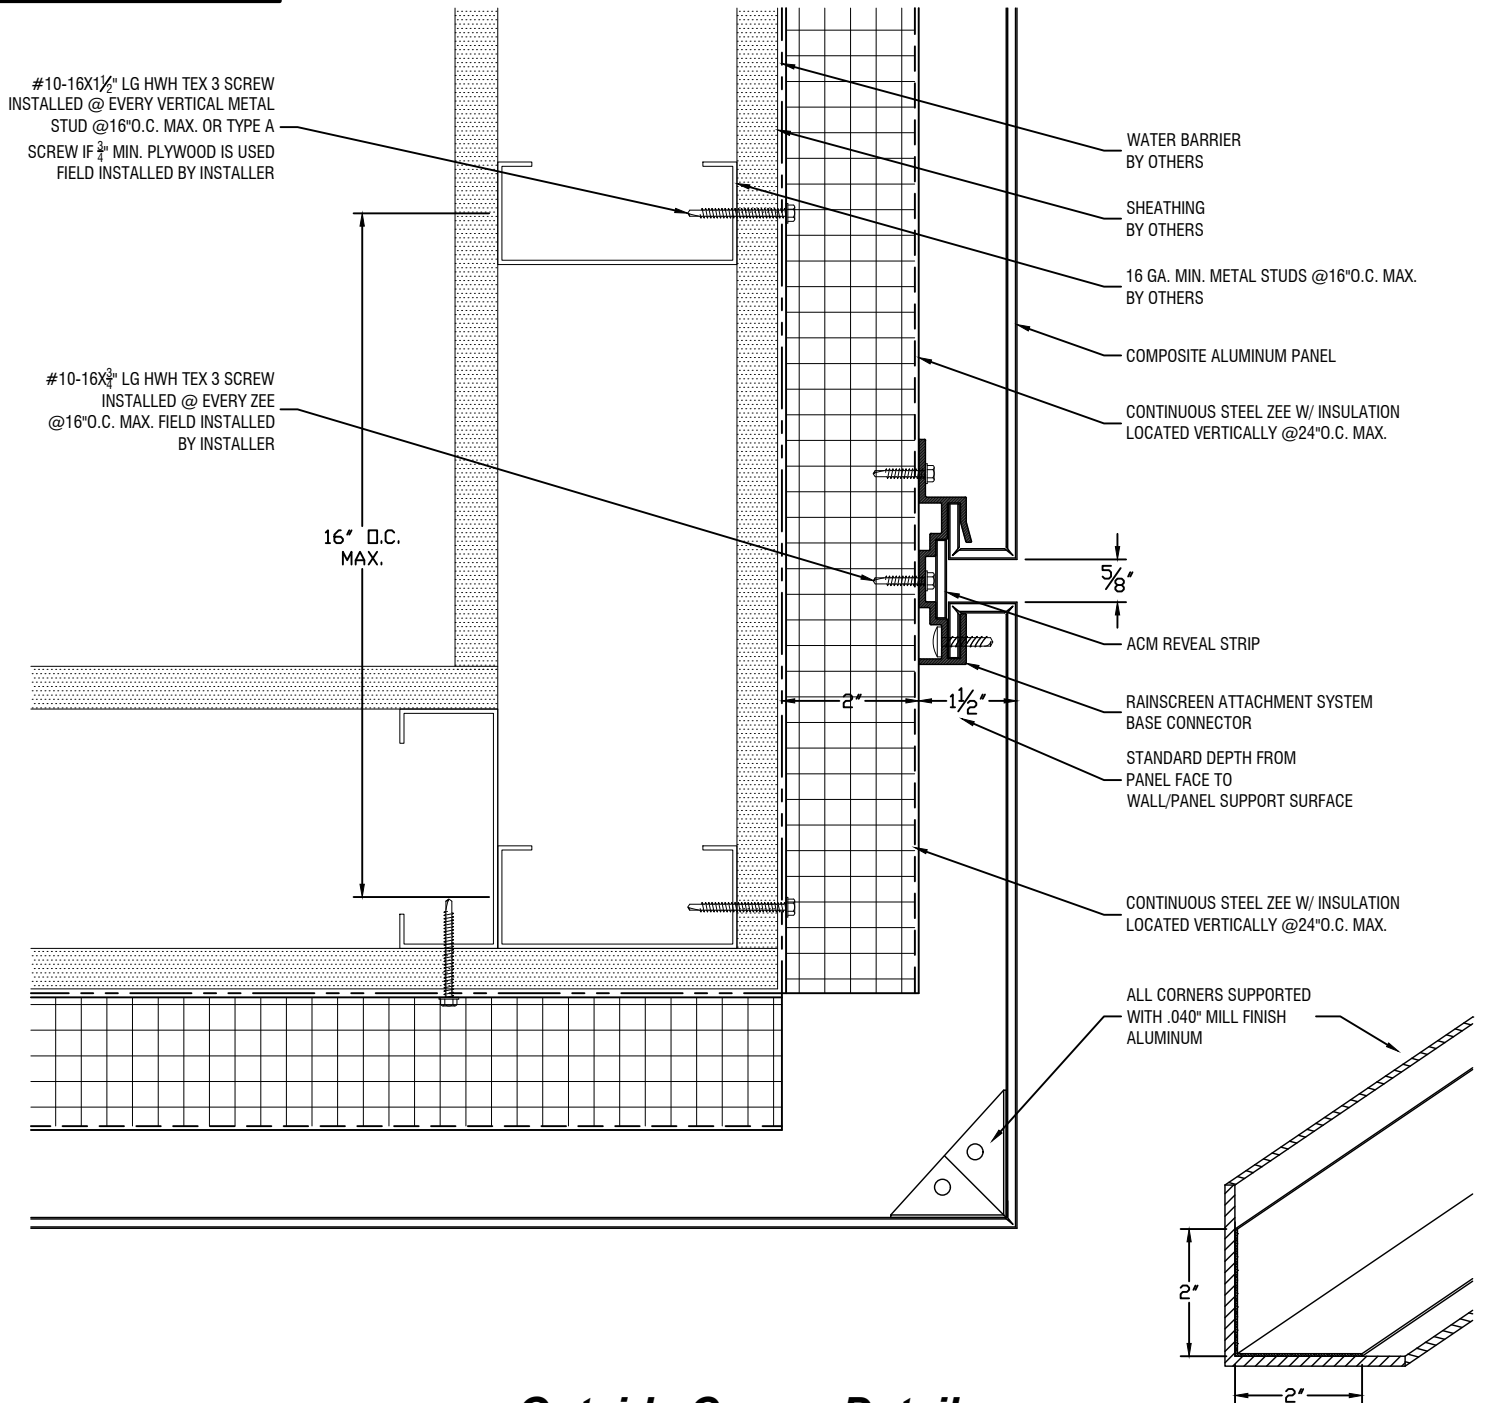 #10-16X1½" LG HWH TEX 3 SCREW
INSTALLED @ EVERY VERTICAL METAL
STUD @16"O.C. MAX. OR TYPE A
SCREW IF ¾" MIN. PLYWOOD IS USED
FIELD INSTALLED BY INSTALLER
#10-16X¾" LG HWH TEX 3 SCREW
INSTALLED @ EVERY ZEE
@16"O.C. MAX. FIELD INSTALLED
BY INSTALLER
16" O.C.
MAX.
WATER BARRIER
BY OTHERS
SHEATHING
BY OTHERS
16 GA. MIN. METAL STUDS @16"O.C. MAX.
BY OTHERS
COMPOSITE ALUMINUM PANEL
CONTINUOUS STEEL ZEE W/ INSULATION
LOCATED VERTICALLY @24"O.C. MAX.
5/8"
ACM REVEAL STRIP
2"
1½"
RAINSCREEN ATTACHMENT SYSTEM
BASE CONNECTOR
STANDARD DEPTH FROM
PANEL FACE TO
WALL/PANEL SUPPORT SURFACE
CONTINUOUS STEEL ZEE W/ INSULATION
LOCATED VERTICALLY @24"O.C. MAX.
ALL CORNERS SUPPORTED
WITH .040" MILL FINISH
ALUMINUM
2"
2"
Outside Corner Detail